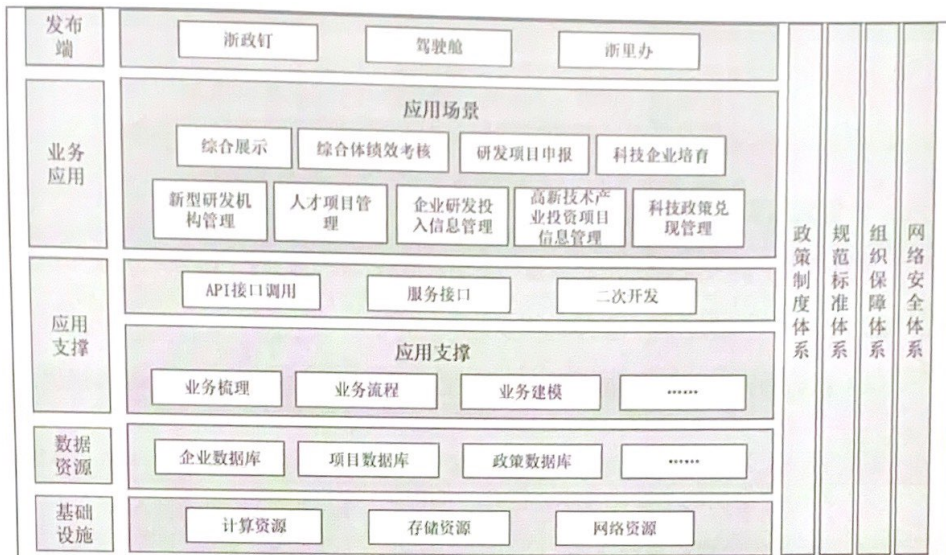 发布
端
浙政钉
驾驶舱
浙里办
业务
应用
应用场景
综合展示
综合体绩效考核
研发项目申报
科技企业培育
新型研发机
构管理
人才项目管
理
企业研发投
入信息管理
高新技术产
业投资项目
信息管理
科技政策兑
现管理
应用
支撑
API接口调用
服务接口
二次开发
应用支撑
业务梳理
业务流程
业务建模
……
数据
资源
企业数据库
项目数据库
政策数据库
……
基础
设施
计算资源
存储资源
网络资源
政策制度体系
规范标准体系
组织保障体系
网络安全体系